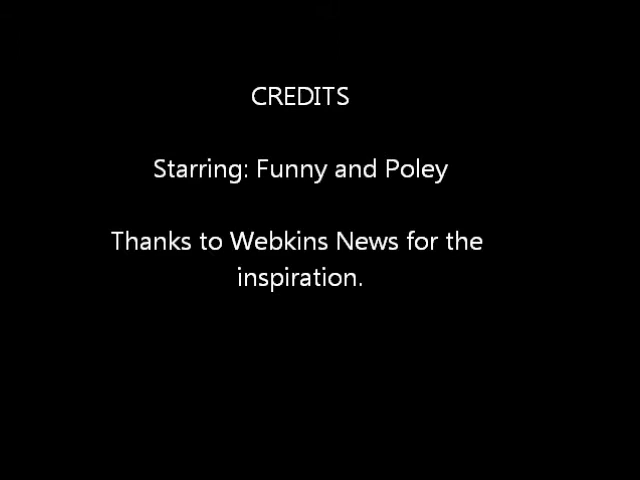 CREDITS
Starring: Funny and Poley
Thanks to Webkins News for the
inspiration.